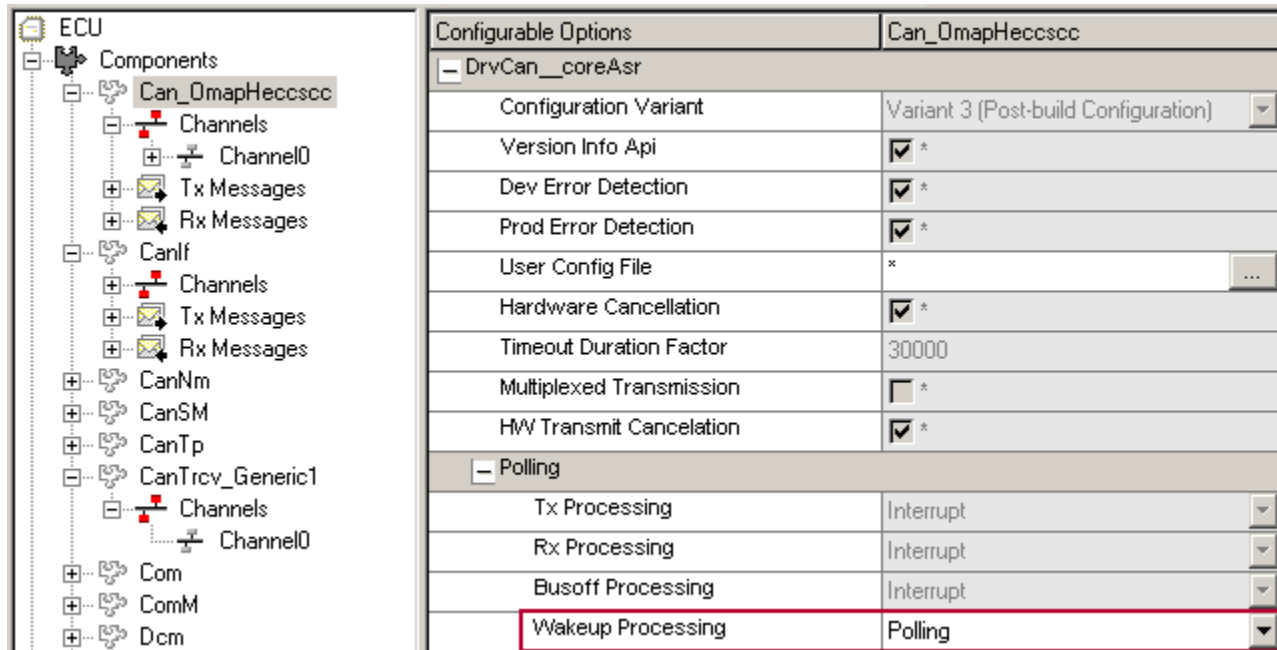 ECU
Components
Can_OmapHeccscc
Channels
Channel0
Tx Messages
Rx Messages
CanIf
Channels
Tx Messages
Rx Messages
CanNm
CanSM
CanTp
CanTrcv_Generic1
Channels
Channel0
Com
ComM
Dcm
Configurable Options Can_OmapHeccscc
DrvCan__coreAsr
Configuration Variant Variant 3 (Post-build Configuration)
Version Info Api *
Dev Error Detection *
Prod Error Detection *
User Config File * ...
Hardware Cancellation *
Timeout Duration Factor 30000
Multiplexed Transmission *
HW Transmit Cancelation *
Polling
Tx Processing Interrupt
Rx Processing Interrupt
Busoff Processing Interrupt
Wakeup Processing Polling